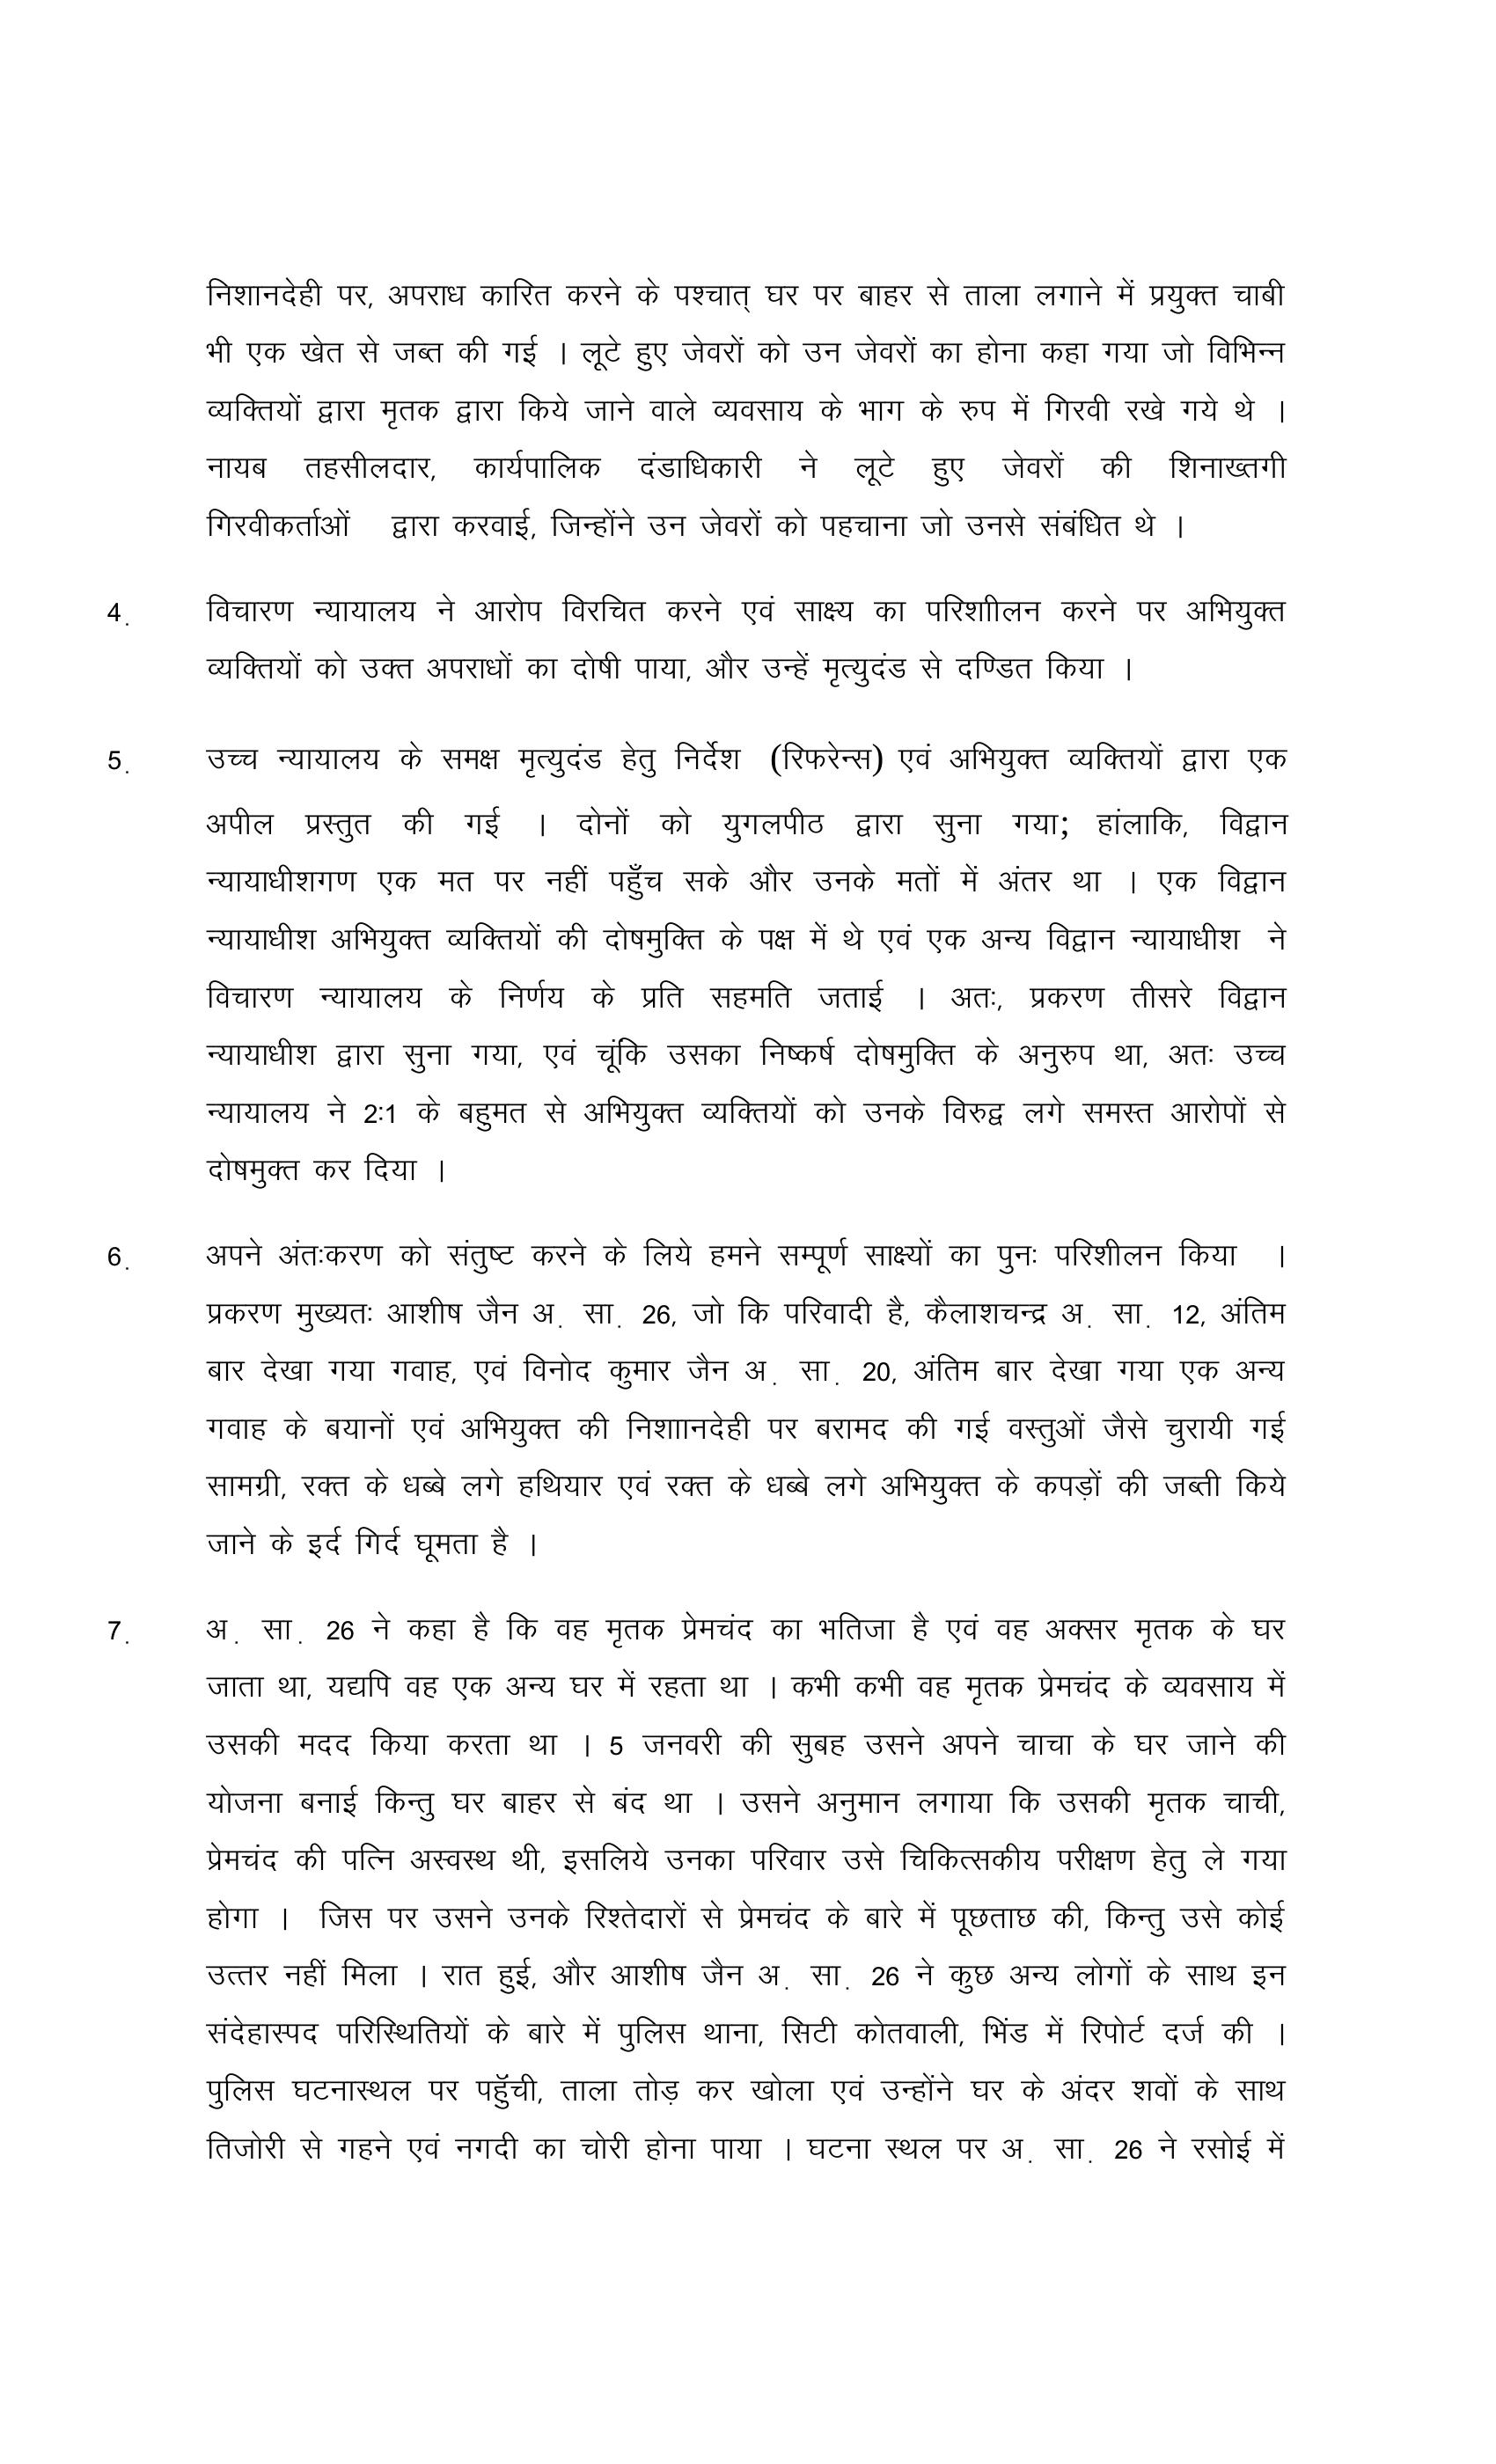 निशानदेही पर, अपराध कारित करने के पश्चात् घर पर बाहर से ताला लगाने में प्रयुक्त चाबी
भी एक खेत से जब्त की गई । लूटे हुए जेवरों को उन जेवरों का होना कहा गया जो विभिन्न
व्यक्तियों द्वारा मृतक द्वारा किये जाने वाले व्यवसाय के भाग के रुप में गिरवी रखे गये थे ।
नायब तहसीलदार, कार्यपालिक दंडाधिकारी ने लूटे हुए जेवरों की शिनाख्तगी
गिरवीकर्ताओं द्वारा करवाई, जिन्होंने उन जेवरों को पहचाना जो उनसे संबंधित थे ।
4. विचारण न्यायालय ने आरोप विरचित करने एवं साक्ष्य का परिशाीलन करने पर अभियुक्त
व्यक्तियों को उक्त अपराधों का दोषी पाया, और उन्हें मृत्युदंड से दण्डित किया ।
5. उच्च न्यायालय के समक्ष मृत्युदंड हेतु निर्देश (रिफरेन्स) एवं अभियुक्त व्यक्तियों द्वारा एक
अपील प्रस्तुत की गई । दोनों को युगलपीठ द्वारा सुना गया; हांलाकि, विद्वान
न्यायाधीशगण एक मत पर नहीं पहुँच सके और उनके मतों में अंतर था । एक विद्वान
न्यायाधीश अभियुक्त व्यक्तियों की दोषमुक्ति के पक्ष में थे एवं एक अन्य विद्वान न्यायाधीश ने
विचारण न्यायालय के निर्णय के प्रति सहमति जताई । अतः, प्रकरण तीसरे विद्वान
न्यायाधीश द्वारा सुना गया, एवं चूंकि उसका निष्कर्ष दोषमुक्ति के अनुरुप था, अतः उच्च
न्यायालय ने 2:1 के बहुमत से अभियुक्त व्यक्तियों को उनके विरुद्व लगे समस्त आरोपों से
दोषमुक्त कर दिया ।
6. अपने अंतःकरण को संतुष्ट करने के लिये हमने सम्पूर्ण साक्ष्यों का पुनः परिशीलन किया ।
प्रकरण मुख्यतः आशीष जैन अ. सा. 26, जो कि परिवादी है, कैलाशचन्द्र अ. सा. 12, अंतिम
बार देखा गया गवाह, एवं विनोद कुमार जैन अ. सा. 20, अंतिम बार देखा गया एक अन्य
गवाह के बयानों एवं अभियुक्त की निशाानदेही पर बरामद की गई वस्तुओं जैसे चुरायी गई
सामग्री, रक्त के धब्बे लगे हथियार एवं रक्त के धब्बे लगे अभियुक्त के कपड़ों की जब्ती किये
जाने के इर्द गिर्द घूमता है ।
7. अ. सा. 26 ने कहा है कि वह मृतक प्रेमचंद का भतिजा है एवं वह अक्सर मृतक के घर
जाता था, यद्यपि वह एक अन्य घर में रहता था । कभी कभी वह मृतक प्रेमचंद के व्यवसाय में
उसकी मदद किया करता था । 5 जनवरी की सुबह उसने अपने चाचा के घर जाने की
योजना बनाई किन्तु घर बाहर से बंद था । उसने अनुमान लगाया कि उसकी मृतक चाची,
प्रेमचंद की पत्नि अस्वस्थ थी, इसलिये उनका परिवार उसे चिकित्सकीय परीक्षण हेतु ले गया
होगा । जिस पर उसने उनके रिश्तेदारों से प्रेमचंद के बारे में पूछताछ की, किन्तु उसे कोई
उत्तर नहीं मिला । रात हुई, और आशीष जैन अ. सा. 26 ने कुछ अन्य लोगों के साथ इन
संदेहास्पद परिस्थितियों के बारे में पुलिस थाना, सिटी कोतवाली, भिंड में रिपोर्ट दर्ज की ।
पुलिस घटनास्थल पर पहुॅची, ताला तोड़ कर खोला एवं उन्होंने घर के अंदर शवों के साथ
तिजोरी से गहने एवं नगदी का चोरी होना पाया । घटना स्थल पर अ. सा. 26 ने रसोई में